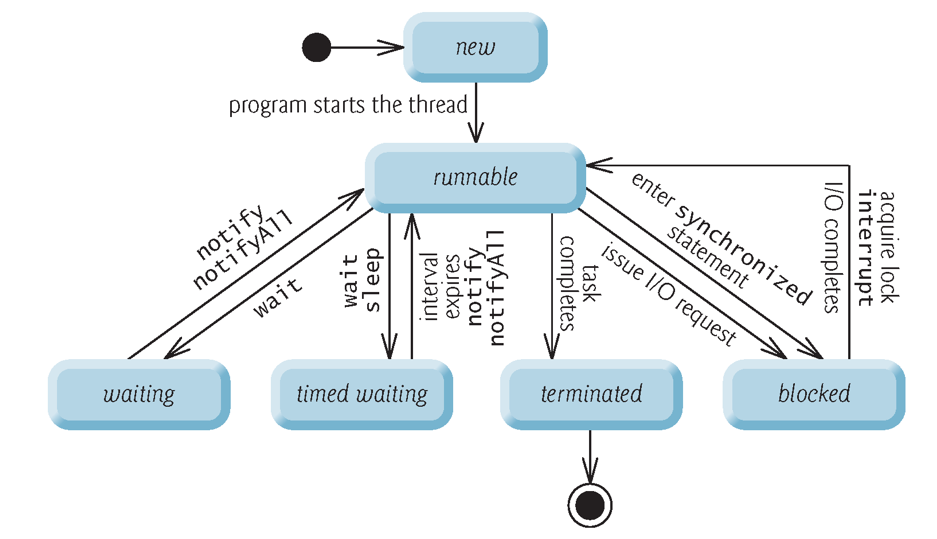 new
program starts the thread
runnable
notify
notifyAll
wait
wait
sleep
interval
expires
notify
notifyAll
task
completes
enter synchronized
statement
issue I/O request
acquire lock
interrupt
I/O completes
waiting
timed waiting
terminated
blocked